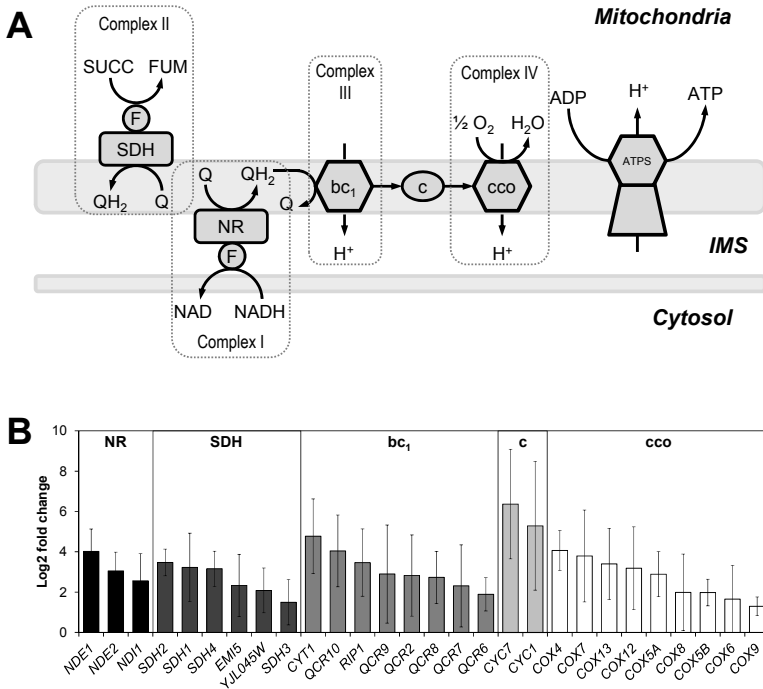 A
Complex II
Mitochondria
SUCC FUM
F
SDH
QH2 Q
Complex
III
Complex IV
½ O2 H2O
ADP H+ ATP
ATPS
Q QH2
Q
bc1
c
cco
NR
F
H+
H+
IMS
NAD NADH
Complex I
Cytosol
B
NR SDH bc1 c cco
Log2 fold change
10
8
6
4
2
0
NDE1 NDE2 NDI1 SDH2 SDH1 SDH4 EMI5 YJL045W SDH3 CYT1 QCR10 RIP1 QCR9 QCR2 QCR8 QCR7 QCR6 CYC7 CYC1 COX4 COX7 COX13 COX12 COX5A COX8 COX5B COX6 COX9